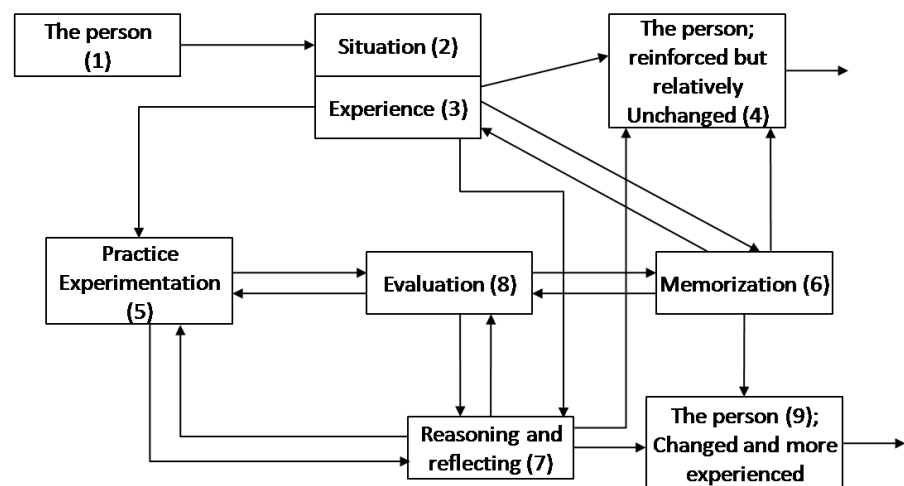 The person
(1)
Situation (2)
Experience (3)
The person;
reinforced but
relatively
Unchanged (4)
Practice
Experimentation
(5)
Evaluation (8)
Memorization (6)
Reasoning and
reflecting (7)
The person (9);
Changed and more
experienced